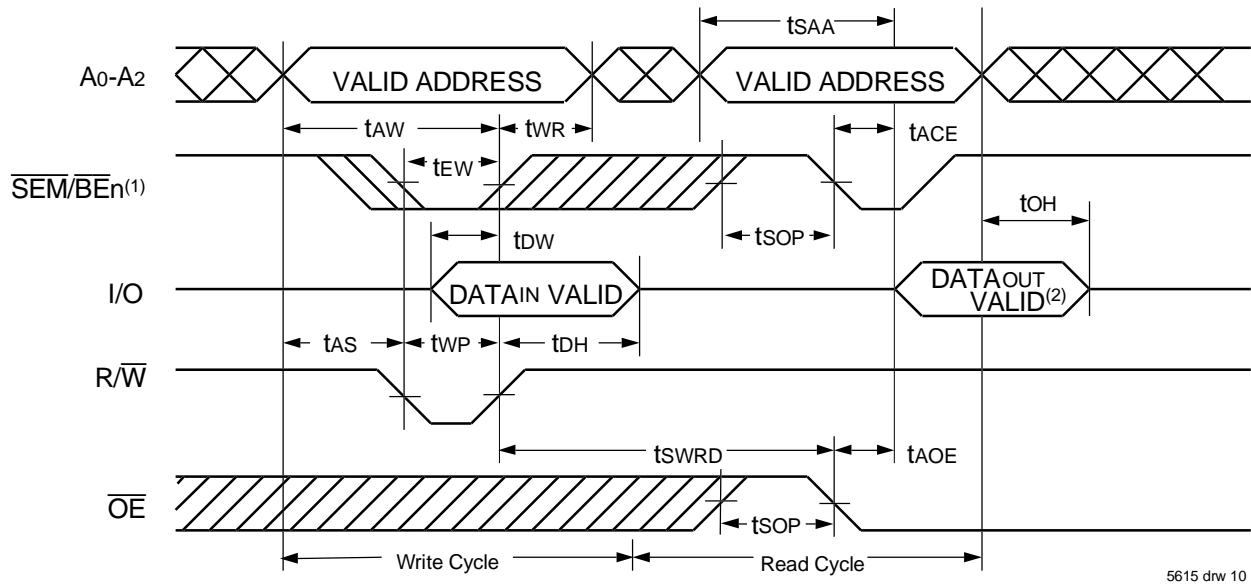 tSAA
A0-A2
VALID ADDRESS
VALID ADDRESS
tAW
tWR
tACE
tEW
SEM/BEn(1)
tSOP
tOH
tDW
I/O
DATAIN VALID
DATAOUT
VALID(2)
tAS
tWP
tDH
R/W
tSWRD
tAOE
OE
tSOP
Write Cycle
Read Cycle
5615 drw 10